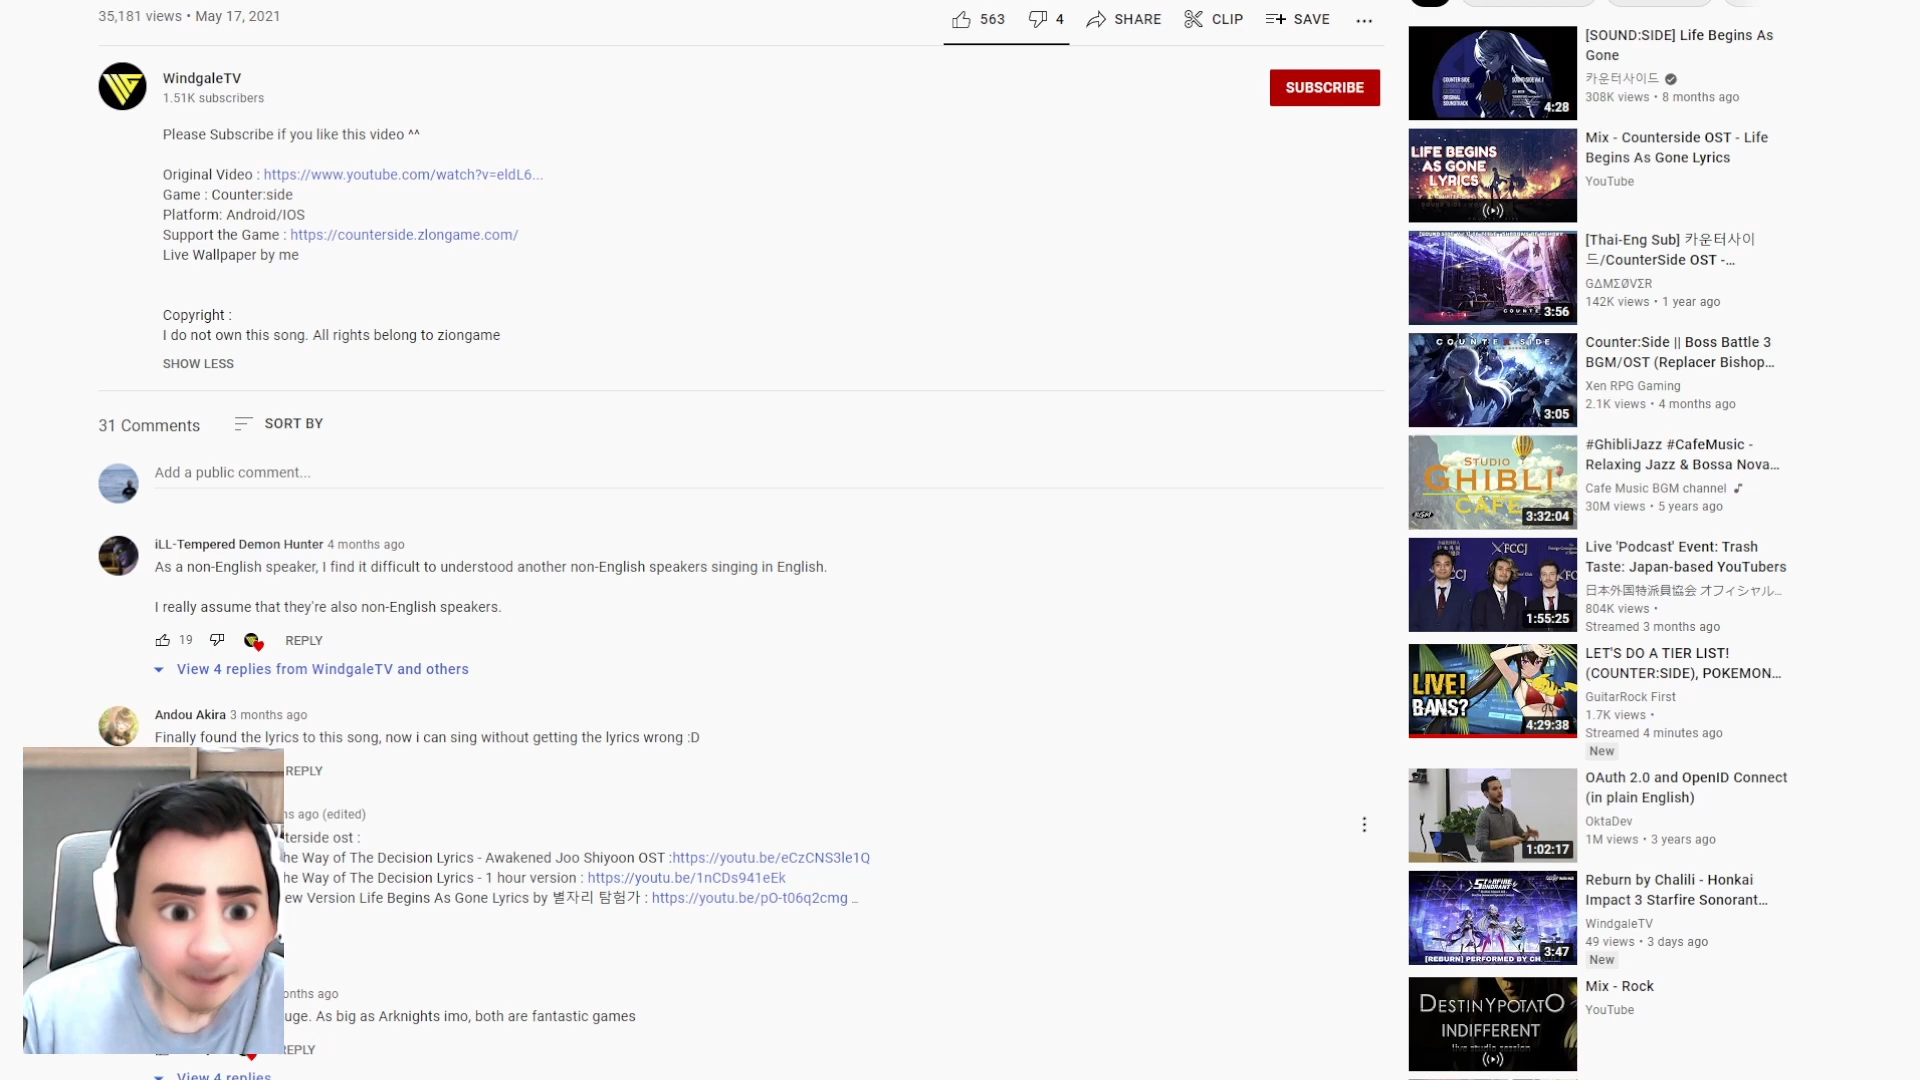 35,181 views • May 17, 2021
563
4
SHARE
CLIP
SAVE
WindgaleTV
1.51K subscribers
SUBSCRIBE
Please Subscribe if you like this video ^^
Original Video : https://www.youtube.com/watch?v=eldL6...
Game : Counter:side
Platform: Android/IOS
Support the Game : https://counterside.zlongame.com/
Live Wallpaper by me
Copyright :
I do not own this song. All rights belong to ziongame
SHOW LESS
31 Comments
SORT BY
Add a public comment...
iLL-Tempered Demon Hunter 4 months ago
As a non-English speaker, I find it difficult to understood another non-English speakers singing in English.
I really assume that they're also non-English speakers.
19
REPLY
View 4 replies from WindgaleTV and others
Andou Akira 3 months ago
Finally found the lyrics to this song, now i can sing without getting the lyrics wrong :D
REPLY
ago (edited)
ost :
Way of The Decision Lyrics - Awakened Joo Shiyoon OST :https://youtu.be/eCzCNS3le1Q
Way of The Decision Lyrics - 1 hour version : https://youtu.be/1nCDs941eEk
Version Life Begins As Gone Lyrics by 별자리 탐험가 : https://youtu.be/pO-t06q2cmg ..
ago
As big as Arknights imo, both are fantastic games
REPLY
View 4 replies
COUNTER:SIDE
4:28
[SOUND:SIDE] Life Begins As
Gone
카운터사이드
308K views • 8 months ago
LIFE BEGINS
AS GONE
LYRICS
Mix - Counterside OST - Life
Begins As Gone Lyrics
YouTube
3:56
[Thai-Eng Sub] 카운터사이
드/CounterSide OST -...
GΔMΣØVΣR
142K views • 1 year ago
COUNTER SIDE
3:05
Counter:Side || Boss Battle 3
BGM/OST (Replacer Bishop...
Xen RPG Gaming
2.1K views • 4 months ago
STUDIO
GHIBLI
CAFE
3:32:04
#GhibliJazz #CafeMusic -
Relaxing Jazz & Bossa Nova...
Cafe Music BGM channel
30M views • 5 years ago
FCCJ
1:55:25
Live 'Podcast' Event: Trash
Taste: Japan-based YouTubers
日本外国特派員協会 オフィシャル...
804K views •
Streamed 3 months ago
LIVE!
BANS?
4:29:38
LET'S DO A TIER LIST!
(COUNTER:SIDE), POKEMON...
GuitarRock First
1.7K views •
Streamed 4 minutes ago
New
1:02:17
OAuth 2.0 and OpenID Connect
(in plain English)
OktaDev
1M views • 3 years ago
STARFIRE
SONORANT
[REBURN] PERFORMED BY
3:47
Reburn by Chalili - Honkai
Impact 3 Starfire Sonorant...
WindgaleTV
49 views • 3 days ago
New
DESTINYPOTATO
INDIFFERENT
live studio session
Mix - Rock
YouTube